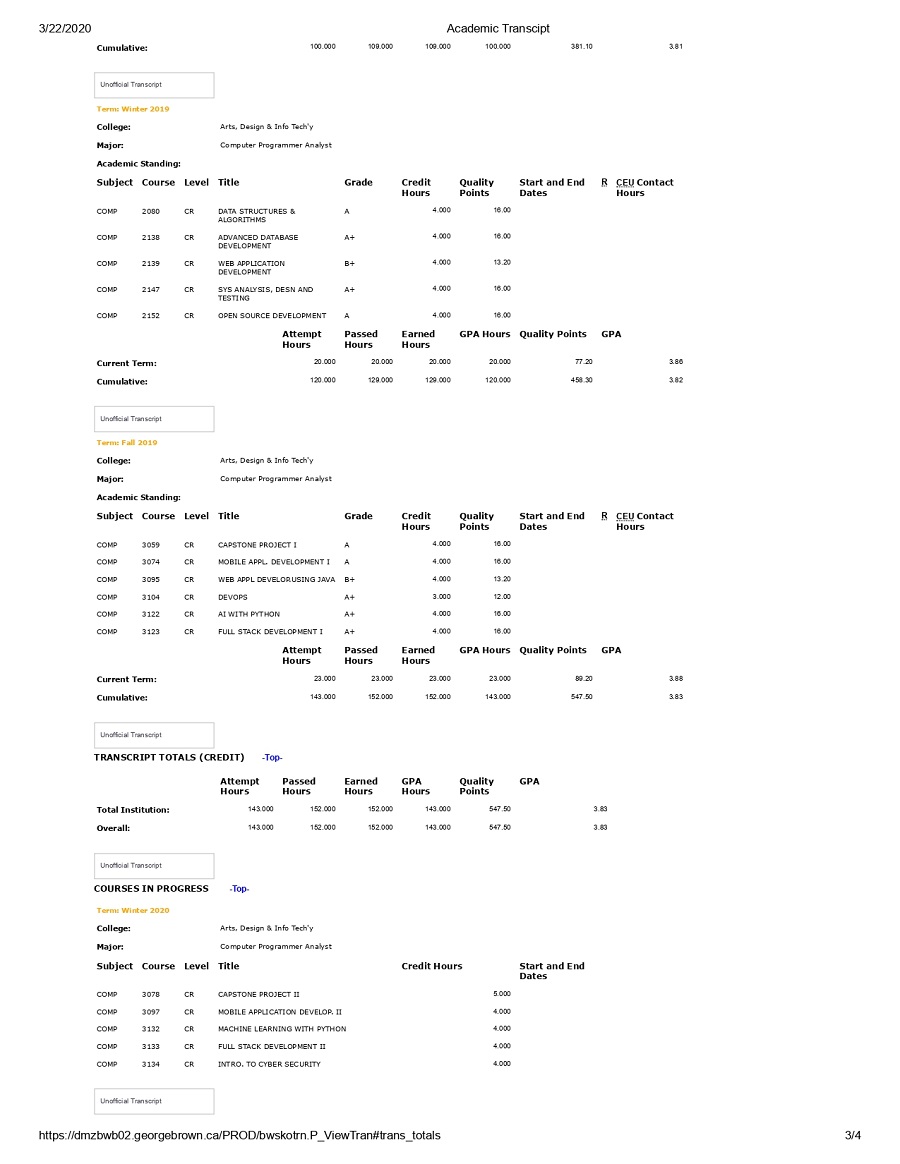 3/22/2020 Academic Transcipt
Cumulative: 100.000 109.000 109.000 100.000 381.10 3.81
Unofficial Transcript
Term: Winter 2019
College: Arts, Design & Info Tech'y
Major: Computer Programmer Analyst
Academic Standing:
Subject Course Level Title Grade Credit Quality Start and End R CEU Contact
Hours Points Dates Hours
COMP 2080 CR DATA STRUCTURES & A 4.000 16.00
ALGORITHMS
COMP 2138 CR ADVANCED DATABASE A+ 4.000 16.00
DEVELOPMENT
COMP 2139 CR WEB APPLICATION B+ 4.000 13.20
DEVELOPMENT
COMP 2147 CR SYS ANALYSIS, DESN AND A+ 4.000 16.00
TESTING
COMP 2152 CR OPEN SOURCE DEVELOPMENT A 4.000 16.00
Attempt Passed Earned GPA Hours Quality Points GPA
Hours Hours Hours
Current Term: 20.000 20.000 20.000 20.000 77.20 3.86
Cumulative: 120.000 129.000 129.000 120.000 458.30 3.82
Unofficial Transcript
Term: Fall 2019
College: Arts, Design & Info Tech'y
Major: Computer Programmer Analyst
Academic Standing:
Subject Course Level Title Grade Credit Quality Start and End R CEU Contact
Hours Points Dates Hours
COMP 3059 CR CAPSTONE PROJECT I A 4.000 16.00
COMP 3074 CR MOBILE APPL. DEVELOPMENT I A 4.000 16.00
COMP 3095 CR WEB APPL DEVELOP.USING JAVA B+ 4.000 13.20
COMP 3104 CR DEVOPS A+ 3.000 12.00
COMP 3122 CR AI WITH PYTHON A+ 4.000 16.00
COMP 3123 CR FULL STACK DEVELOPMENT I A+ 4.000 16.00
Attempt Passed Earned GPA Hours Quality Points GPA
Hours Hours Hours
Current Term: 23.000 23.000 23.000 23.000 89.20 3.88
Cumulative: 143.000 152.000 152.000 143.000 547.50 3.83
Unofficial Transcript
TRANSCRIPT TOTALS (CREDIT) -Top-
Attempt Passed Earned GPA Quality GPA
Hours Hours Hours Hours Points
Total Institution: 143.000 152.000 152.000 143.000 547.50 3.83
Overall: 143.000 152.000 152.000 143.000 547.50 3.83
Unofficial Transcript
COURSES IN PROGRESS -Top-
Term: Winter 2020
College: Arts, Design & Info Tech'y
Major: Computer Programmer Analyst
Subject Course Level Title Credit Hours Start and End
Dates
COMP 3078 CR CAPSTONE PROJECT II 5.000
COMP 3097 CR MOBILE APPLICATION DEVELOP. II 4.000
COMP 3132 CR MACHINE LEARNING WITH PYTHON 4.000
COMP 3133 CR FULL STACK DEVELOPMENT II 4.000
COMP 3134 CR INTRO. TO CYBER SECURITY 4.000
Unofficial Transcript
https://dmzbwb02.georgebrown.ca/PROD/bwskotrn.P_ViewTran#trans_totals 3/4